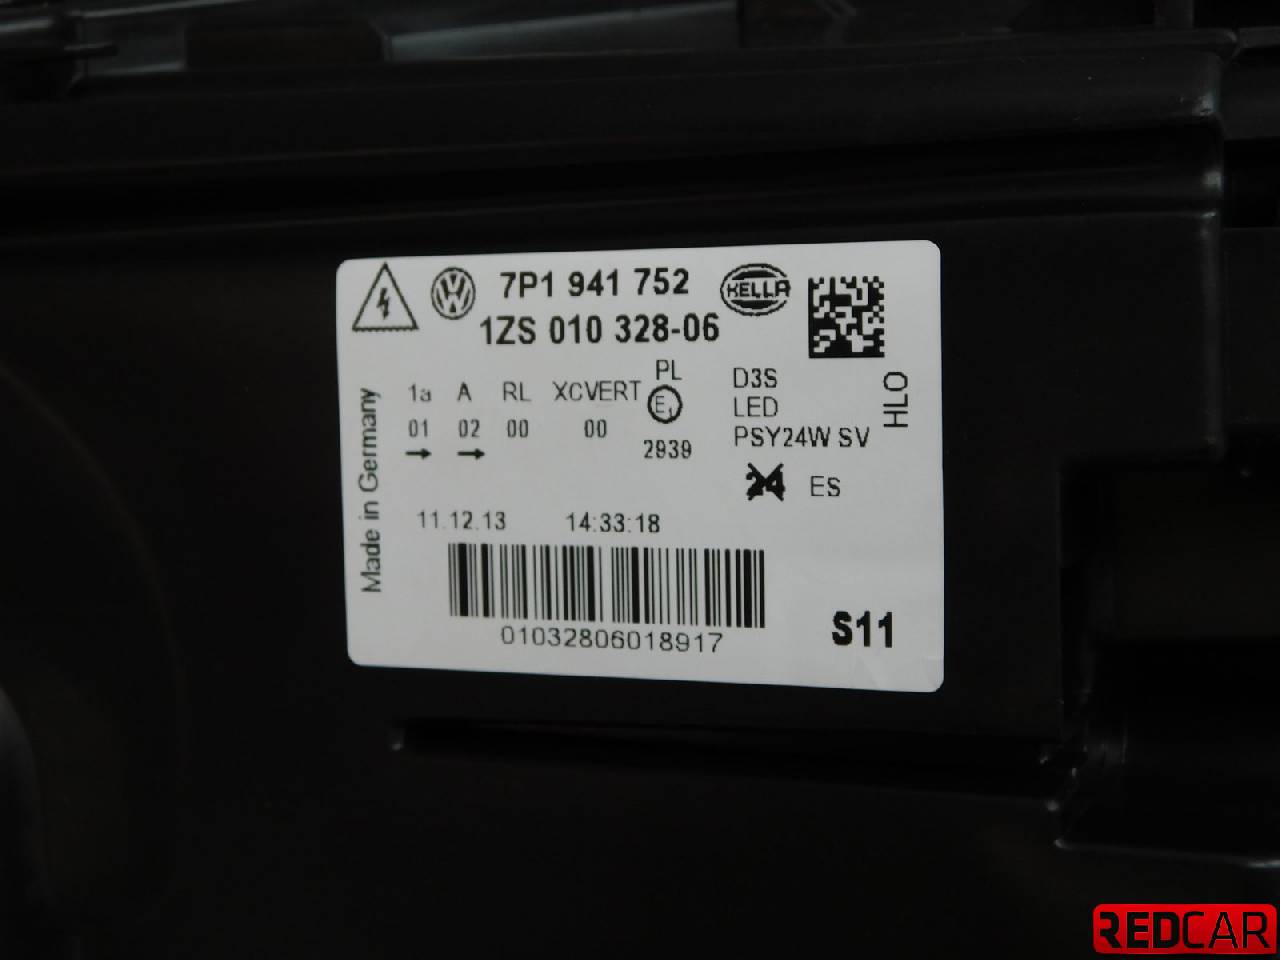 7P1 941 752
HELLA
1ZS 010 328-06
PL
1a A RL XCVERT E1
01 02 00 00 2939
D3S
LED
PSY24W SV
HLO
24 ES
Made in Germany
11.12.13 14:33:18
01032806018917
S11
REDCAR